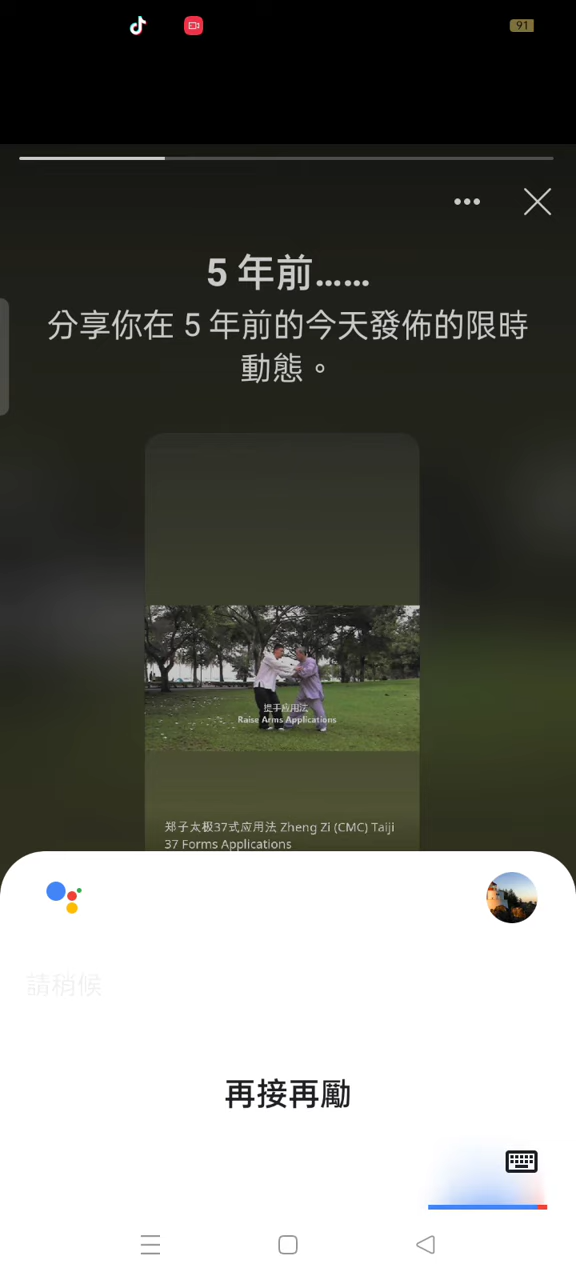 91
5 年前......
分享你在 5 年前的今天發佈的限時
動態。
提手应用法
Raise Arms Applications
郑子太极37式应用法 Zheng Zi (CMC) Taiji
37 Forms Applications
請稍候
再接再勵